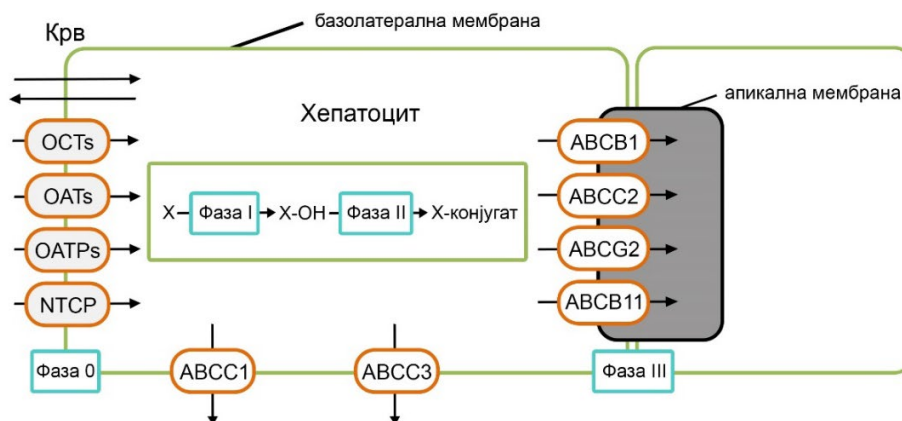 базолатерална мембрана
Крв
апикална мембрана
Хепатоцит
OCTs
ABCB1
OATs
X Фаза I X-OH Фаза II X-конјугат
ABCC2
OATPs
ABCG2
NTCP
ABCB11
Фаза 0
ABCC1
ABCC3
Фаза III